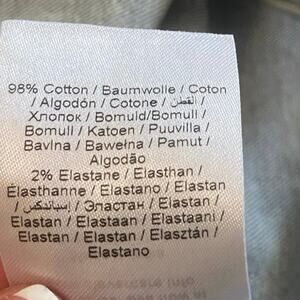 98% Cotton / Baumwolle / Coton
/ Algodón / Cotone / القطن /
Хлопок / Bomuld/Bomull /
Bomull / Katoen / Puuvilla /
Bavlna / Bawełna / Pamut /
Algodão
2% Elastane / Elasthan /
Élasthanne / Elastano / Elastan
/ إسباندكس / Эластан / Elastan /
Elastan / Elastaan / Elastaani /
Elastan / Elastan / Elasztán /
Elastano